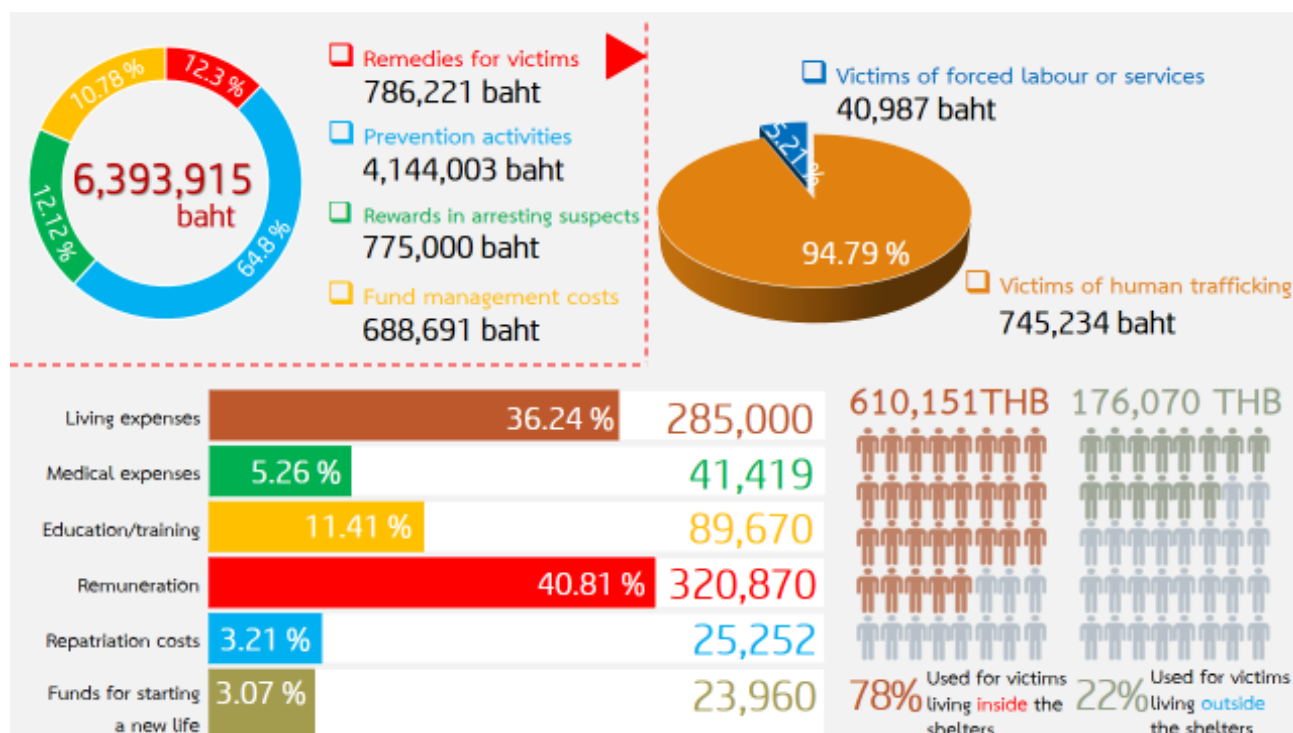 12.3 %
10.78 %
12.12 %
64.8 %
6,393,915
baht
Remedies for victims
786,221 baht
Prevention activities
4,144,003 baht
Rewards in arresting suspects
775,000 baht
Fund management costs
688,691 baht
Victims of forced labour or services
40,987 baht
5.21 %
94.79 %
Victims of human trafficking
745,234 baht
Living expenses
36.24 %
285,000
Medical expenses
5.26 %
41,419
Education/training
11.41 %
89,670
Remuneration
40.81 %
320,870
Repatriation costs
3.21 %
25,252
Funds for starting
a new life
3.07 %
23,960
610,151THB
78%
Used for victims
living inside the
shelters
176,070 THB
22%
Used for victims
living outside
the shelters